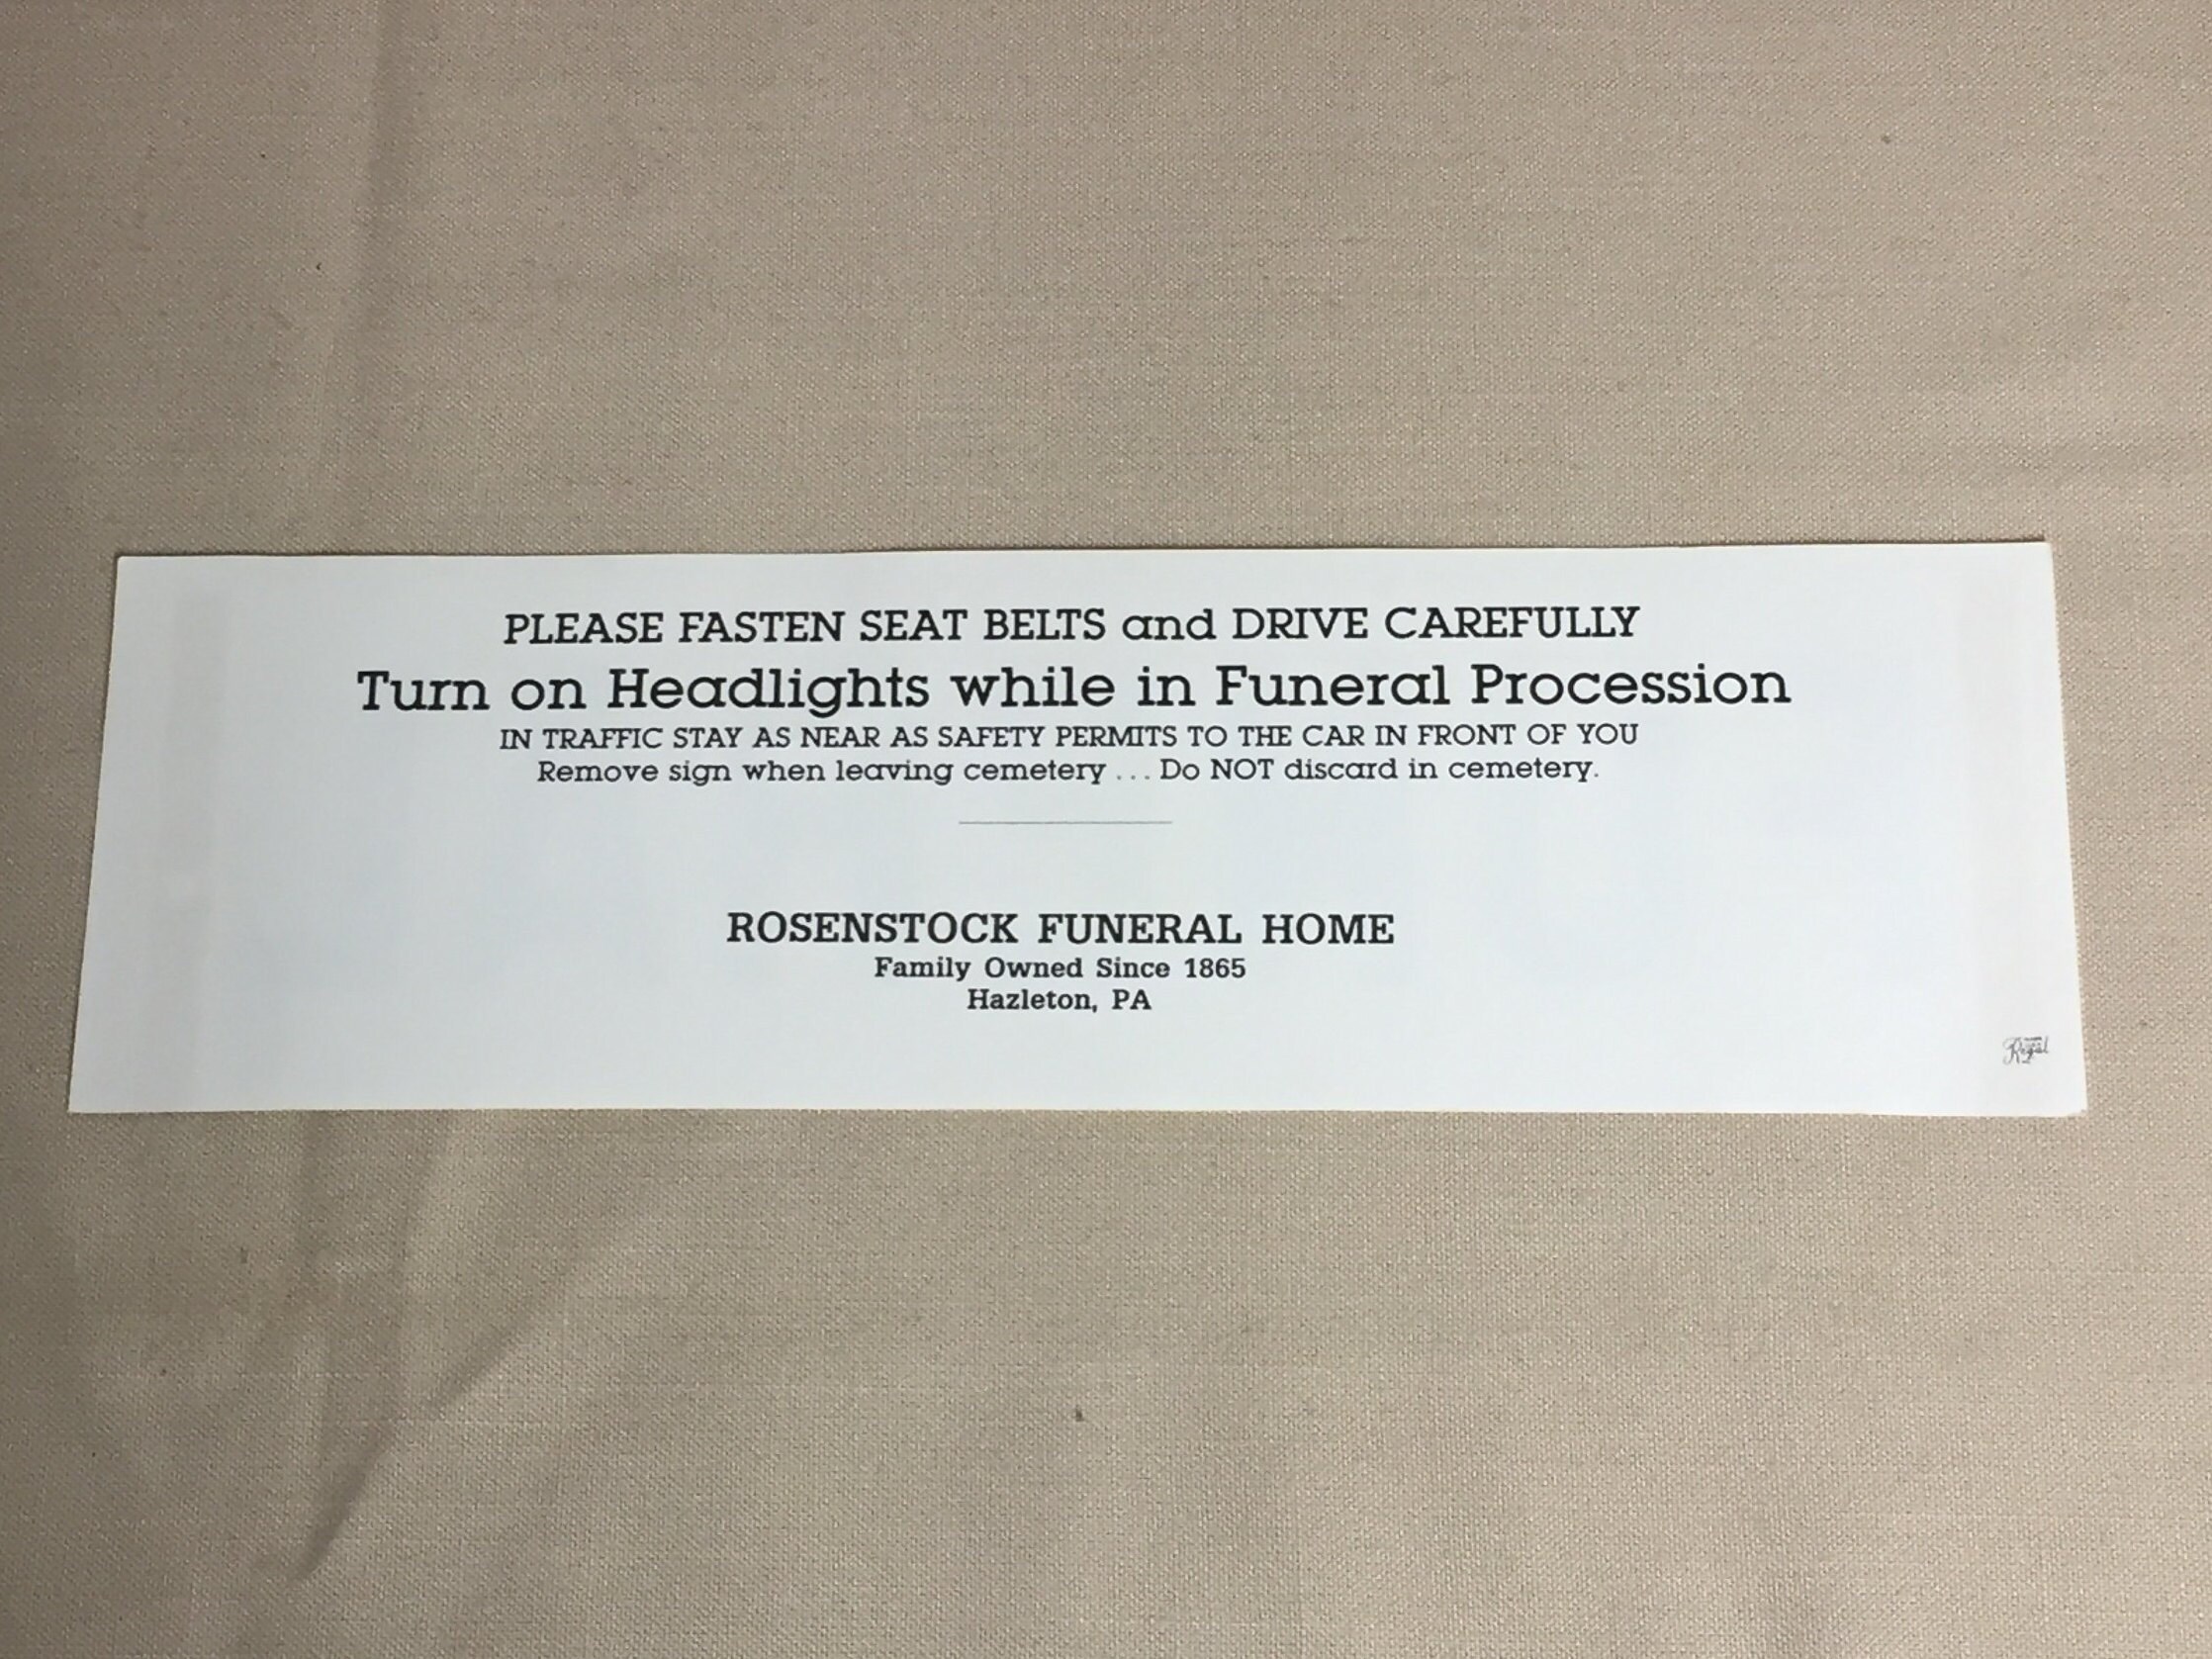 PLEASE FASTEN SEAT BELTS and DRIVE CAREFULLY
Turn on Headlights while in Funeral Procession
IN TRAFFIC STAY AS NEAR AS SAFETY PERMITS TO THE CAR IN FRONT OF YOU
Remove sign when leaving cemetery ... Do NOT discard in cemetery.
ROSENSTOCK FUNERAL HOME
Family Owned Since 1865
Hazleton, PA
Regal